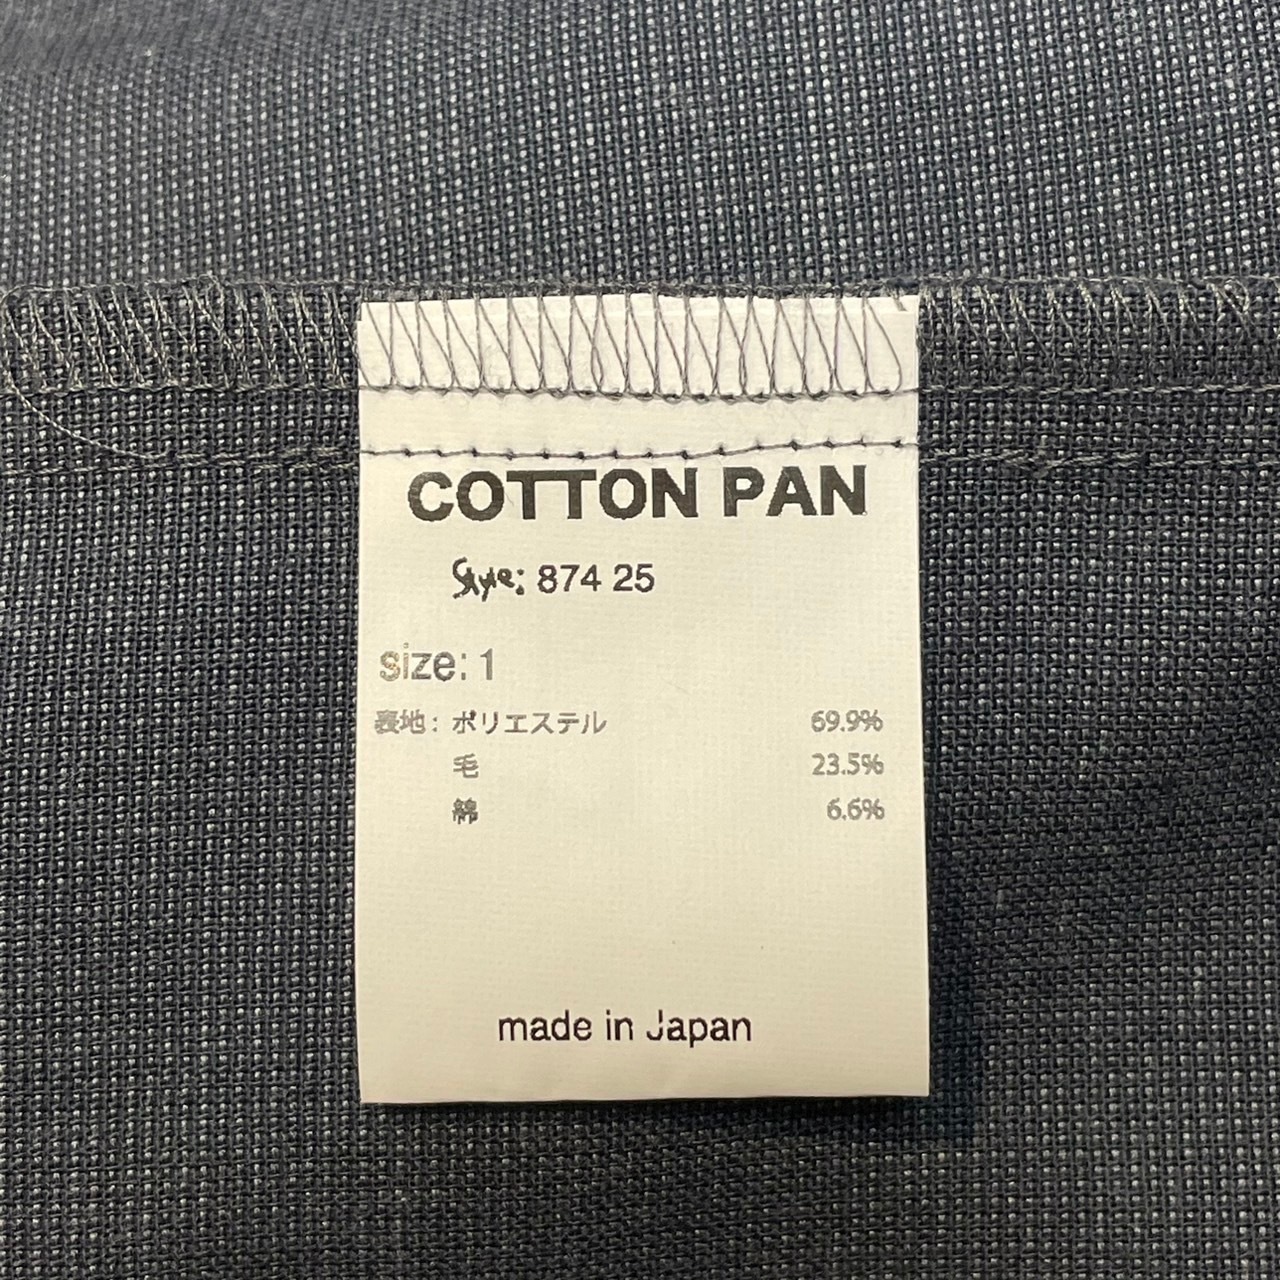 COTTON PAN
Style: 874 25
size: 1
表地: ポリエステル 69.9%
毛 23.5%
綿 6.6%
made in Japan